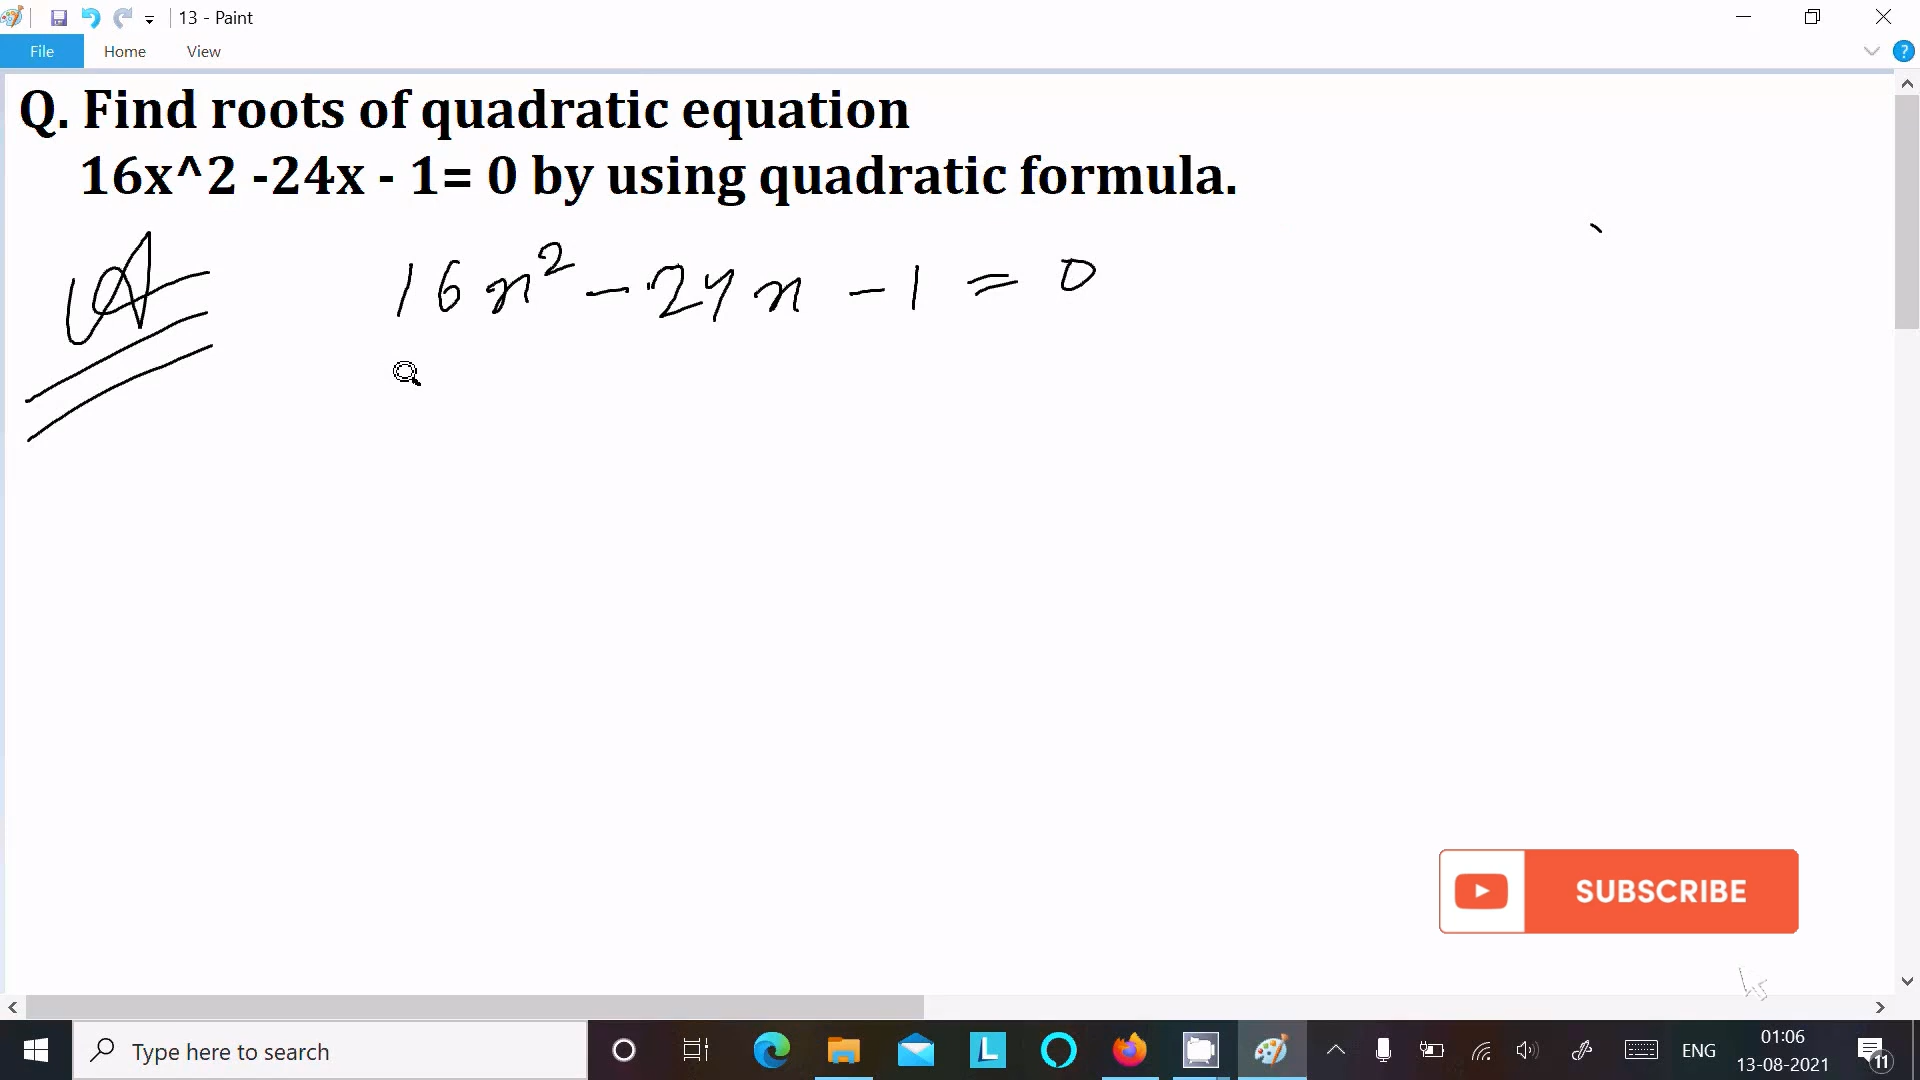 13 - Paint
File Home View
Q. Find roots of quadratic equation
16x^2 -24x - 1= 0 by using quadratic formula.
A
16x² - 24x - 1 = 0
SUBSCRIBE
Type here to search
L
ENG
01:06
13-08-2021
11